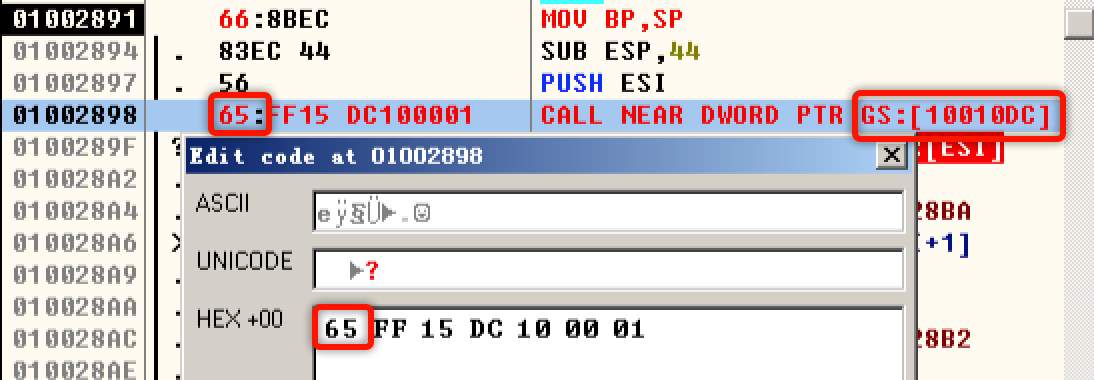 01002891 66:8BEC MOV BP,SP
01002894 . 83EC 44 SUB ESP,44
01002897 . 56 PUSH ESI
01002898 65:FF15 DC100001 CALL NEAR DWORD PTR GS:[10010DC]
0100289F ? :[ESI]
010028A2 .
010028A4 . 28BA
010028A6 > +1]
010028A9 .
010028AA .
010028AC . 28B2
010028AE .
Edit code at 01002898
ASCII eÿ§Ü►.☺
UNICODE ►?
HEX +00 65 FF 15 DC 10 00 01